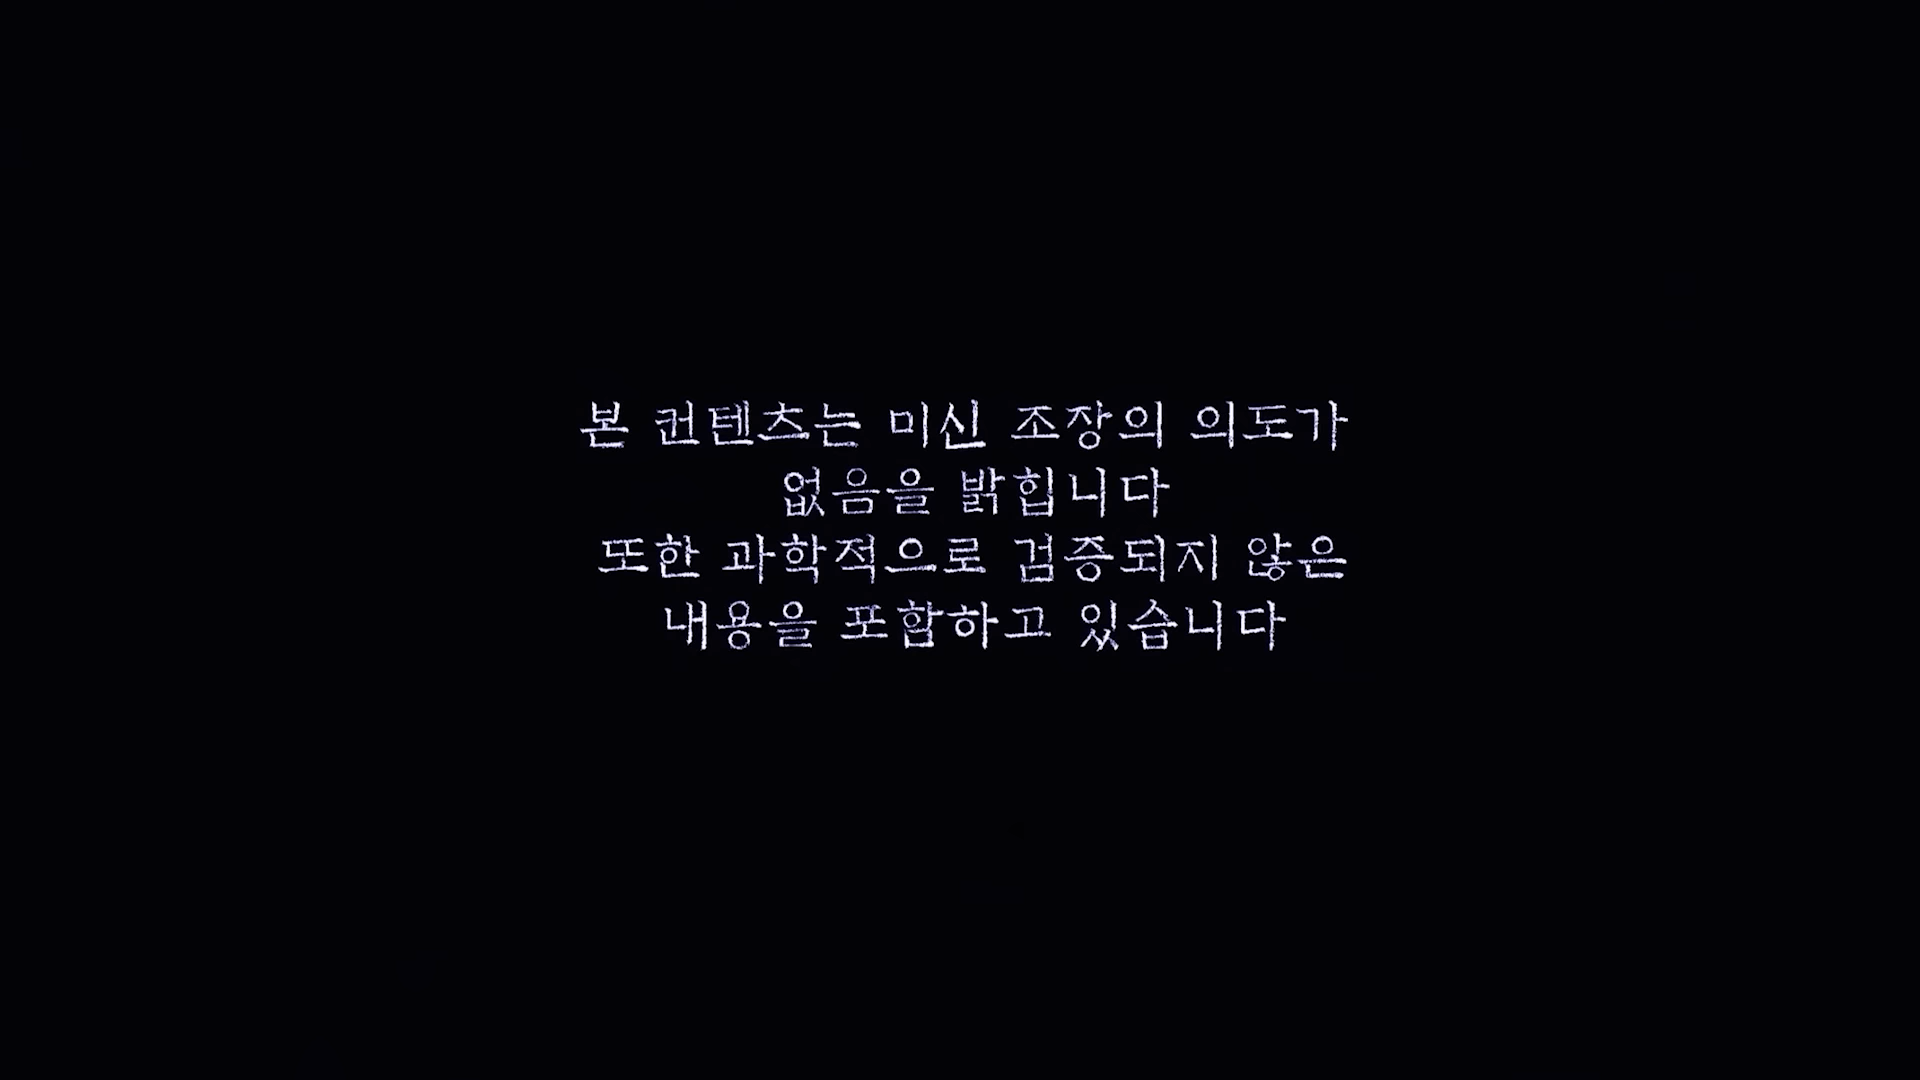 본 컨텐츠는 미신 조장의 의도가
없음을 밝힙니다
또한 과학적으로 검증되지 않은
내용을 포함하고 있습니다